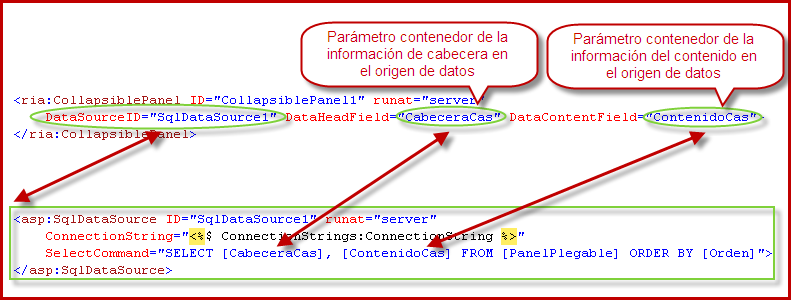 Parámetro contenedor de la
información de cabecera en
el origen de datos
Parámetro contenedor de la
información del contenido en
el origen de datos
<ria:CollapsiblePanel ID="CollapsiblePanel1" runat="server"
DataSourceID="SqlDataSource1" DataHeadField="CabeceraCas" DataContentField="ContenidoCas">
</ria:CollapsiblePanel>
<asp:SqlDataSource ID="SqlDataSource1" runat="server"
ConnectionString="<%$ ConnectionStrings:ConnectionString %>"
SelectCommand="SELECT [CabeceraCas], [ContenidoCas] FROM [PanelPlegable] ORDER BY [Orden]">
</asp:SqlDataSource>